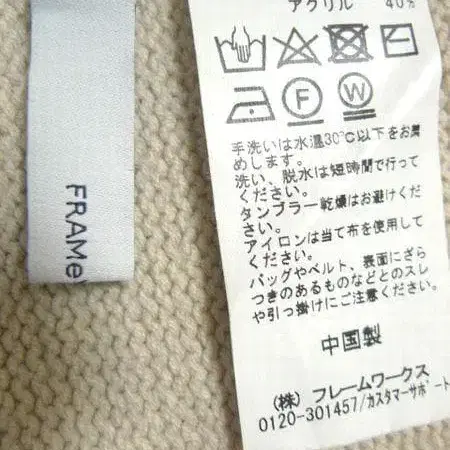 FRAMe
アクリル 40%
F
W
手洗いは水温30℃以下をお薦
めします。
洗い、脱水は短時間で行って
ください。
タンブラー乾燥はお避けくだ
さい。
アイロンは当て布を使用して
ください。
バッグやベルト、表面にざら
つきのあるものなどとのスレ
や引っ掛けにご注意ください。
中国製
(株) フレームワークス
0120-301457/カスタマーサポート